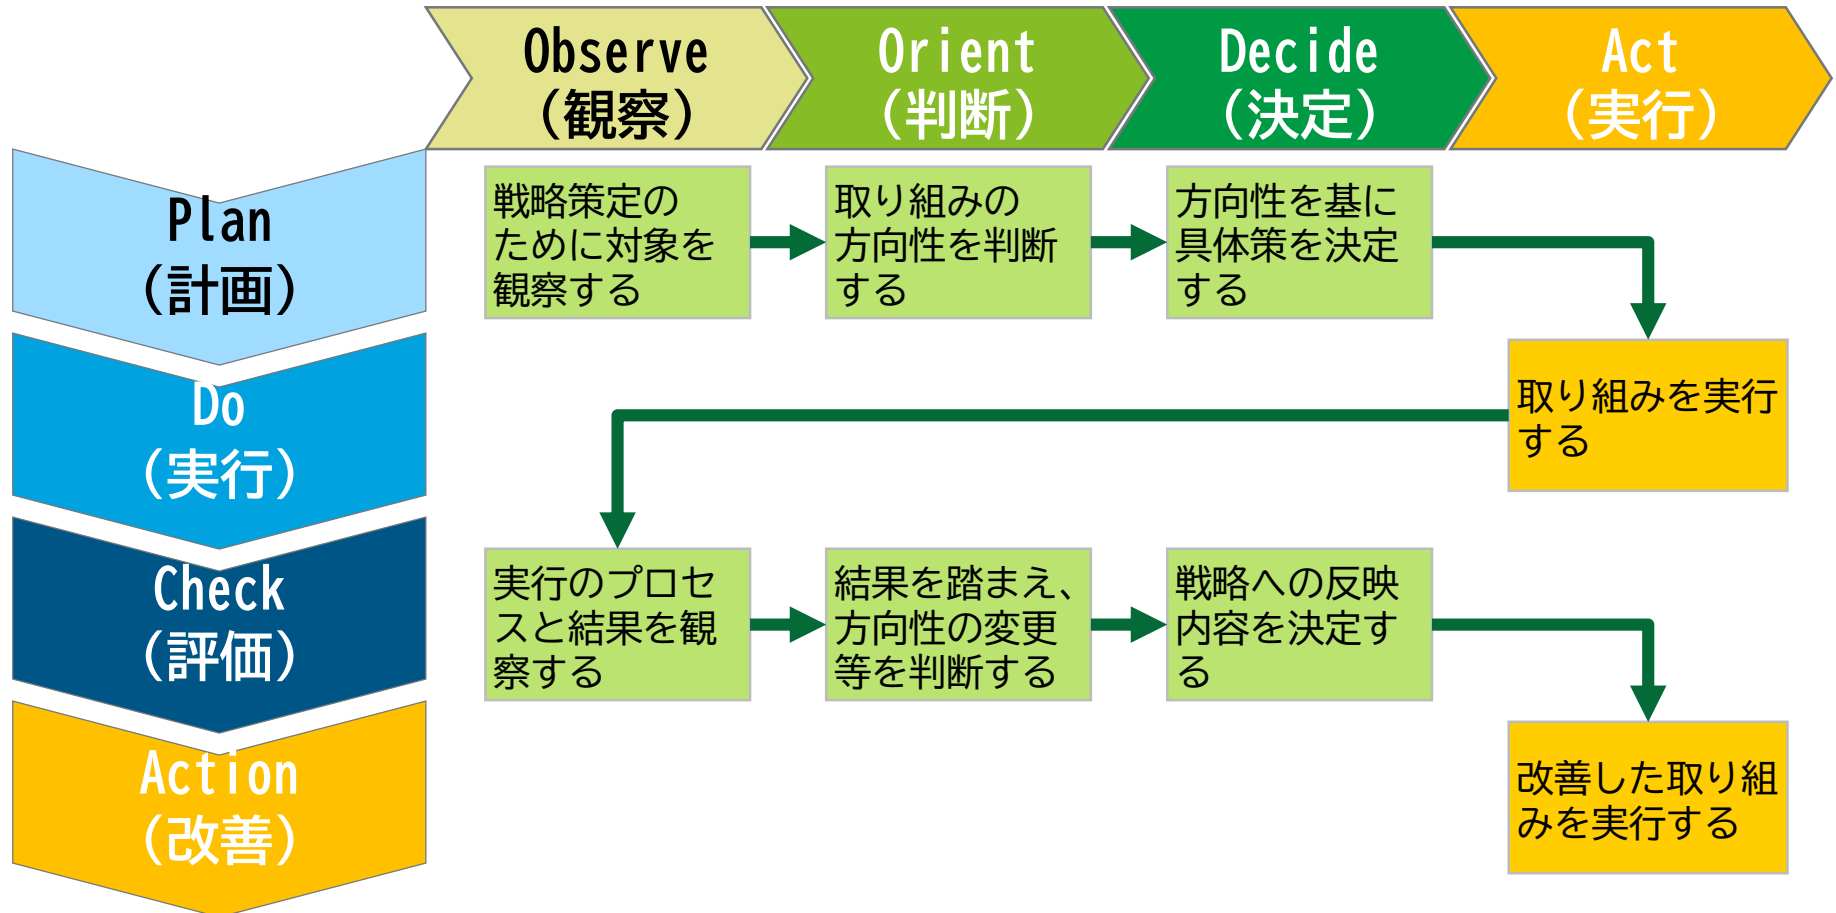 Observe
（観察）
Orient
（判断）
Decide
（決定）
Act
（実行）
Plan
（計画）
戦略策定の
ために対象を
観察する
取り組みの
方向性を判断
する
方向性を基に
具体策を決定
する
Do
（実行）
取り組みを実行
する
Check
（評価）
実行のプロセ
スと結果を観
察する
結果を踏まえ、
方向性の変更
等を判断する
戦略への反映
内容を決定す
る
Action
（改善）
改善した取り組
みを実行する